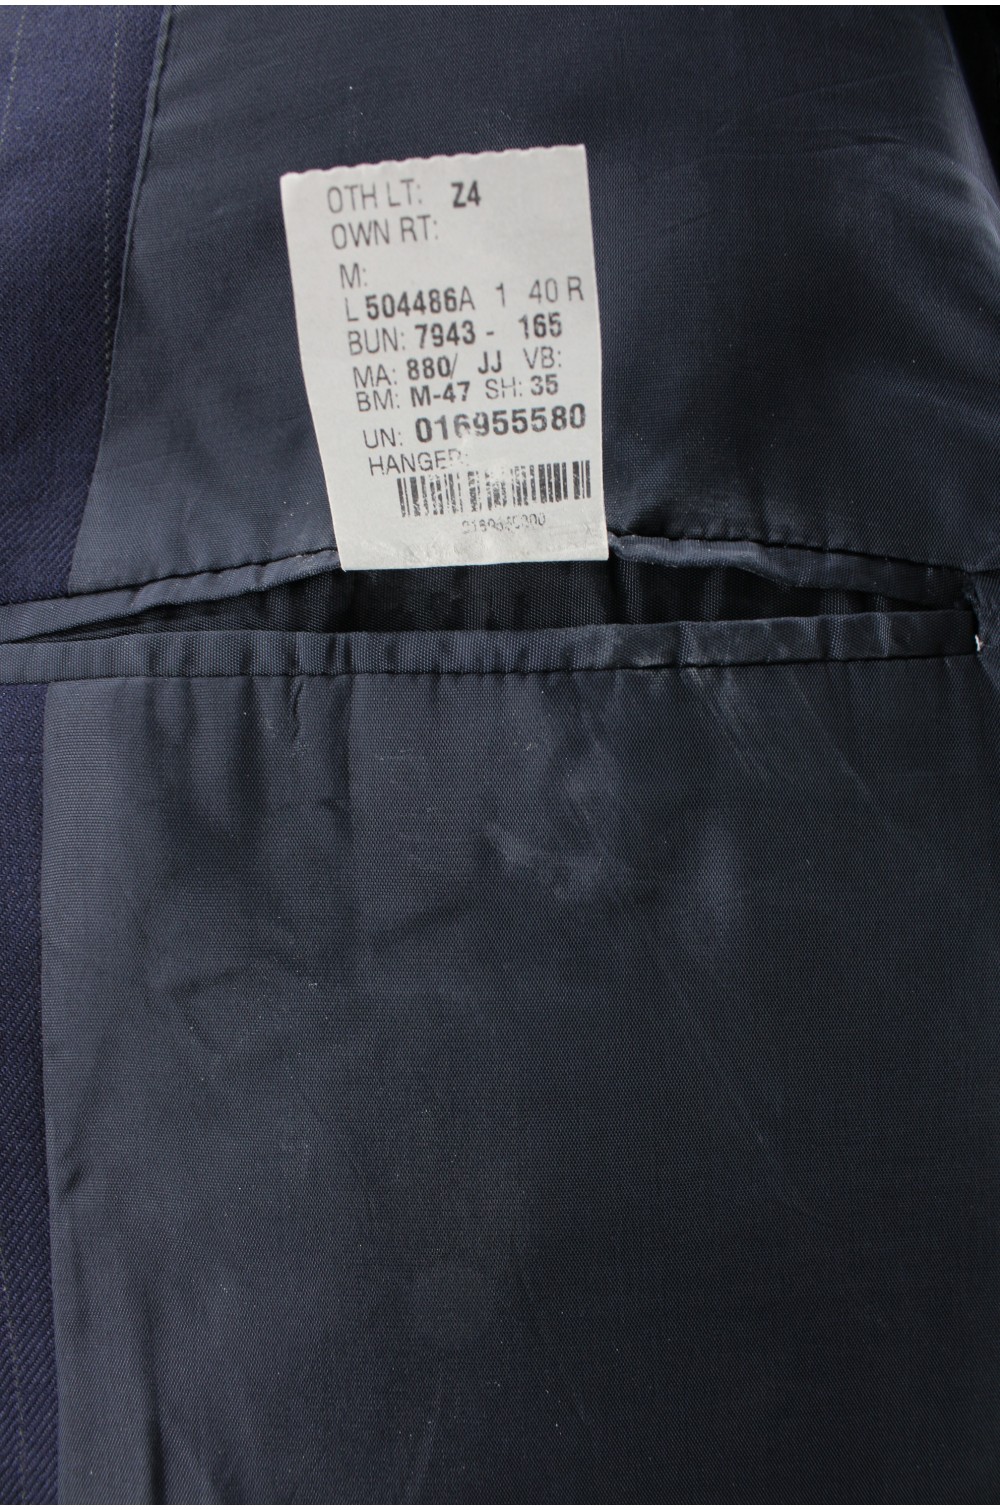 OTH LT: Z4
OWN RT:
M:
L 504486A 1 40 R
BUN: 7943 - 165
MA: 880/ JJ VB:
BM: M-47 SH: 35
UN: 016955580
HANGER: